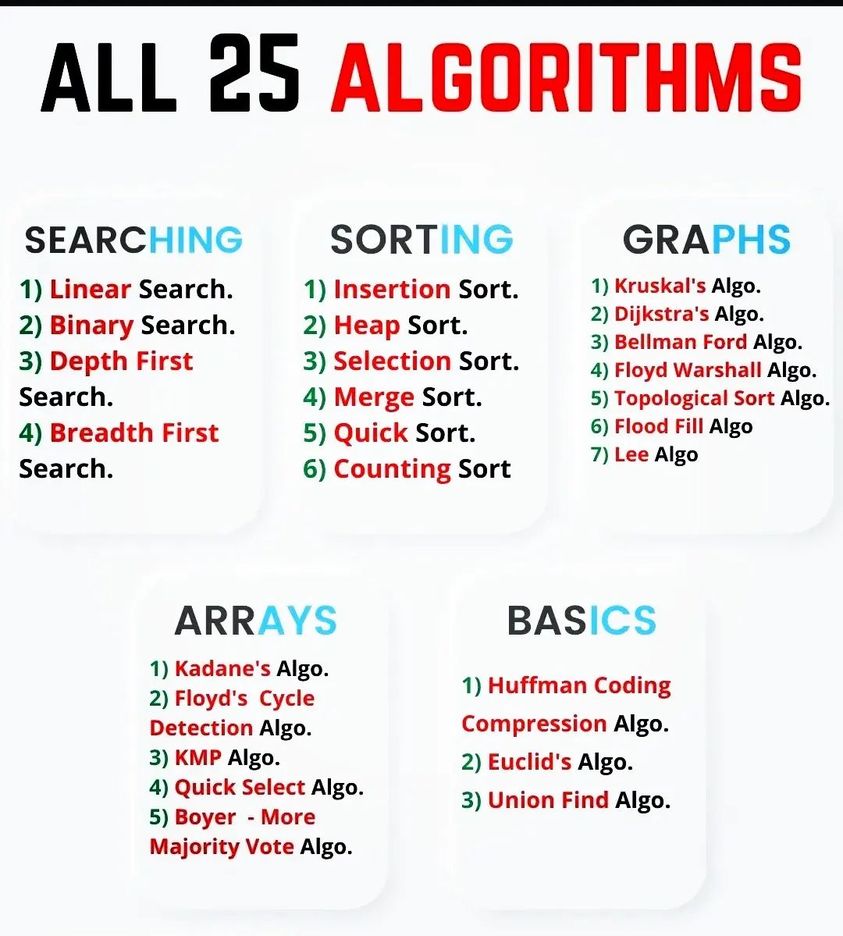 ALL 25 ALGORITHMS
SEARCHING
1) Linear Search.
2) Binary Search.
3) Depth First
Search.
4) Breadth First
Search.
SORTING
1) Insertion Sort.
2) Heap Sort.
3) Selection Sort.
4) Merge Sort.
5) Quick Sort.
6) Counting Sort
GRAPHS
1) Kruskal's Algo.
2) Dijkstra's Algo.
3) Bellman Ford Algo.
4) Floyd Warshall Algo.
5) Topological Sort Algo.
6) Flood Fill Algo
7) Lee Algo
ARRAYS
1) Kadane's Algo.
2) Floyd's Cycle
Detection Algo.
3) KMP Algo.
4) Quick Select Algo.
5) Boyer - More
Majority Vote Algo.
BASICS
1) Huffman Coding
Compression Algo.
2) Euclid's Algo.
3) Union Find Algo.